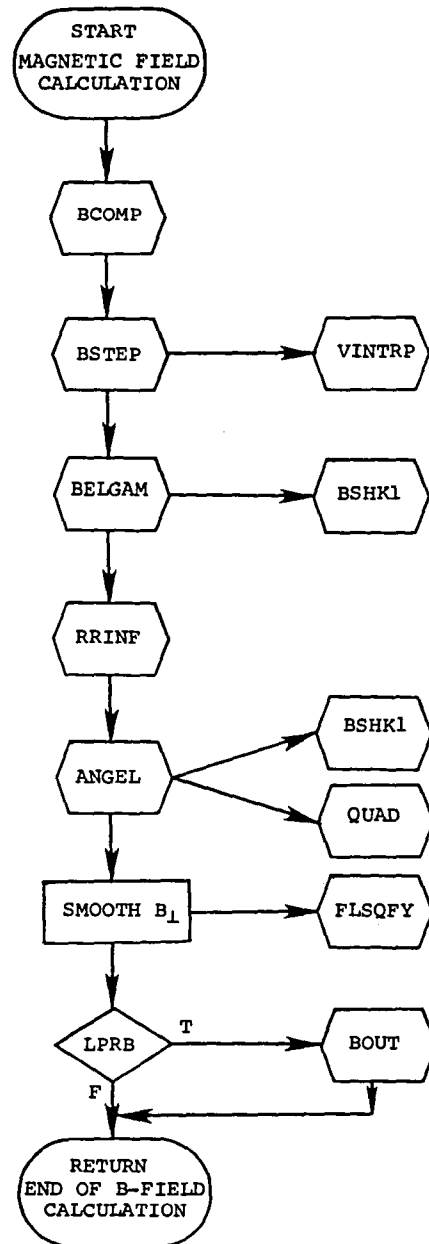 START
MAGNETIC FIELD
CALCULATION
BCOMP
BSTEP
VINTRP
BELGAM
BSHK1
RRINF
ANGEL
BSHK1
QUAD
SMOOTH B⊥
FLSQFY
LPRB
T
BOUT
F
RETURN
END OF B-FIELD
CALCULATION